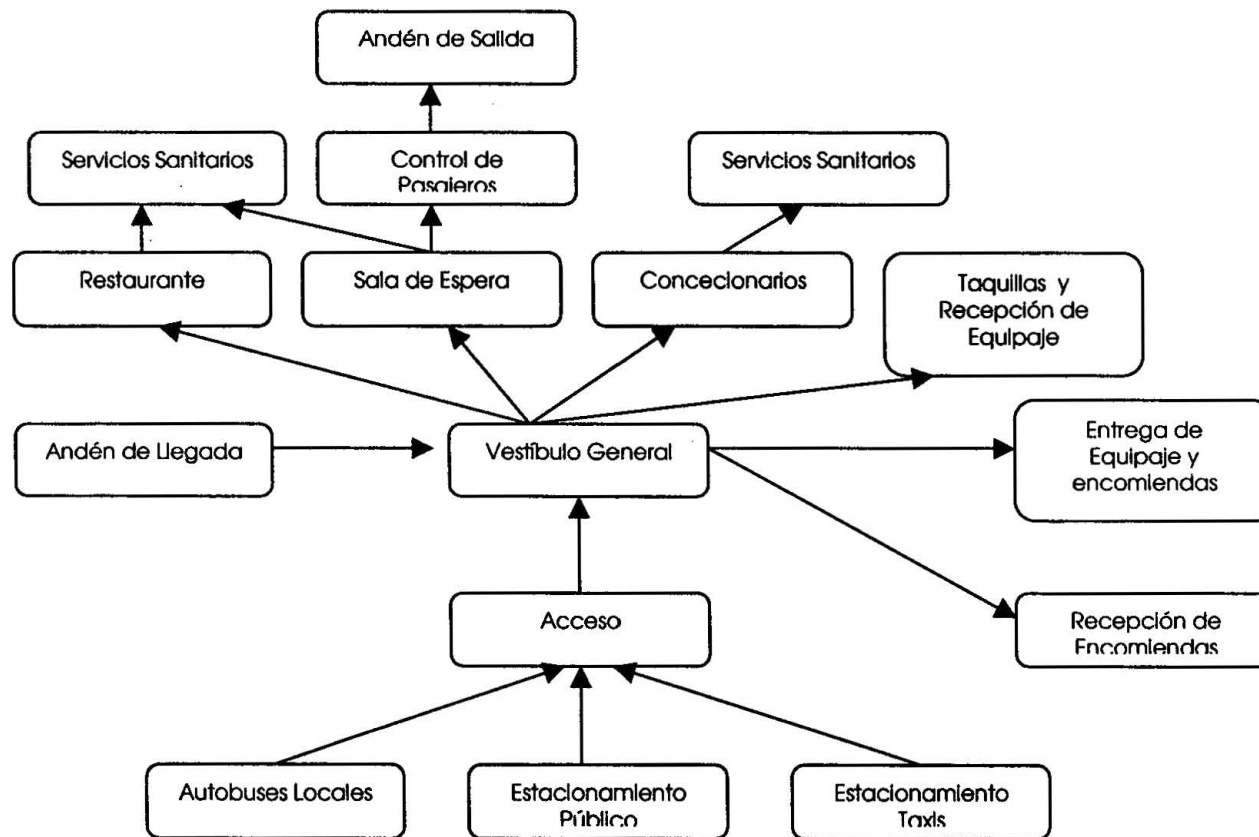 Andén de Salida
Servicios Sanitarios
Control de
Pasajeros
Servicios Sanitarios
Restaurante
Sala de Espera
Concecionarios
Taquillas y
Recepción de
Equipaje
Andén de Llegada
Vestíbulo General
Entrega de
Equipaje y
encomiendas
Acceso
Recepción de
Encomiendas
Autobuses Locales
Estacionamiento
Público
Estacionamiento
Taxis